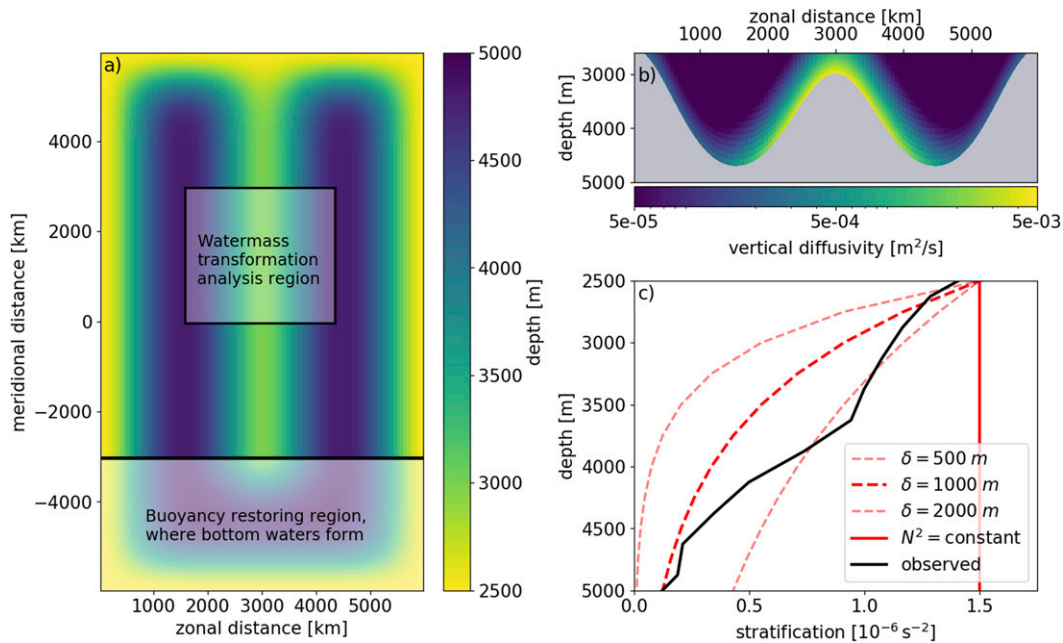 a)
4000
2000
0
−2000
−4000
meridional distance [km]
Watermass
transformation
analysis region
Buoyancy restoring region,
where bottom waters form
1000 2000 3000 4000 5000
zonal distance [km]
5000
4500
4000
3500
3000
2500
depth [m]
zonal distance [km]
1000 2000 3000 4000 5000
b)
3000
4000
5000
depth [m]
5e-05 5e-04 5e-03
vertical diffusivity [m²/s]
c)
2500
3000
3500
4000
4500
5000
depth [m]
δ = 500 m
δ = 1000 m
δ = 2000 m
N² = constant
observed
0.0 0.5 1.0 1.5
stratification [10⁻⁶ s⁻²]